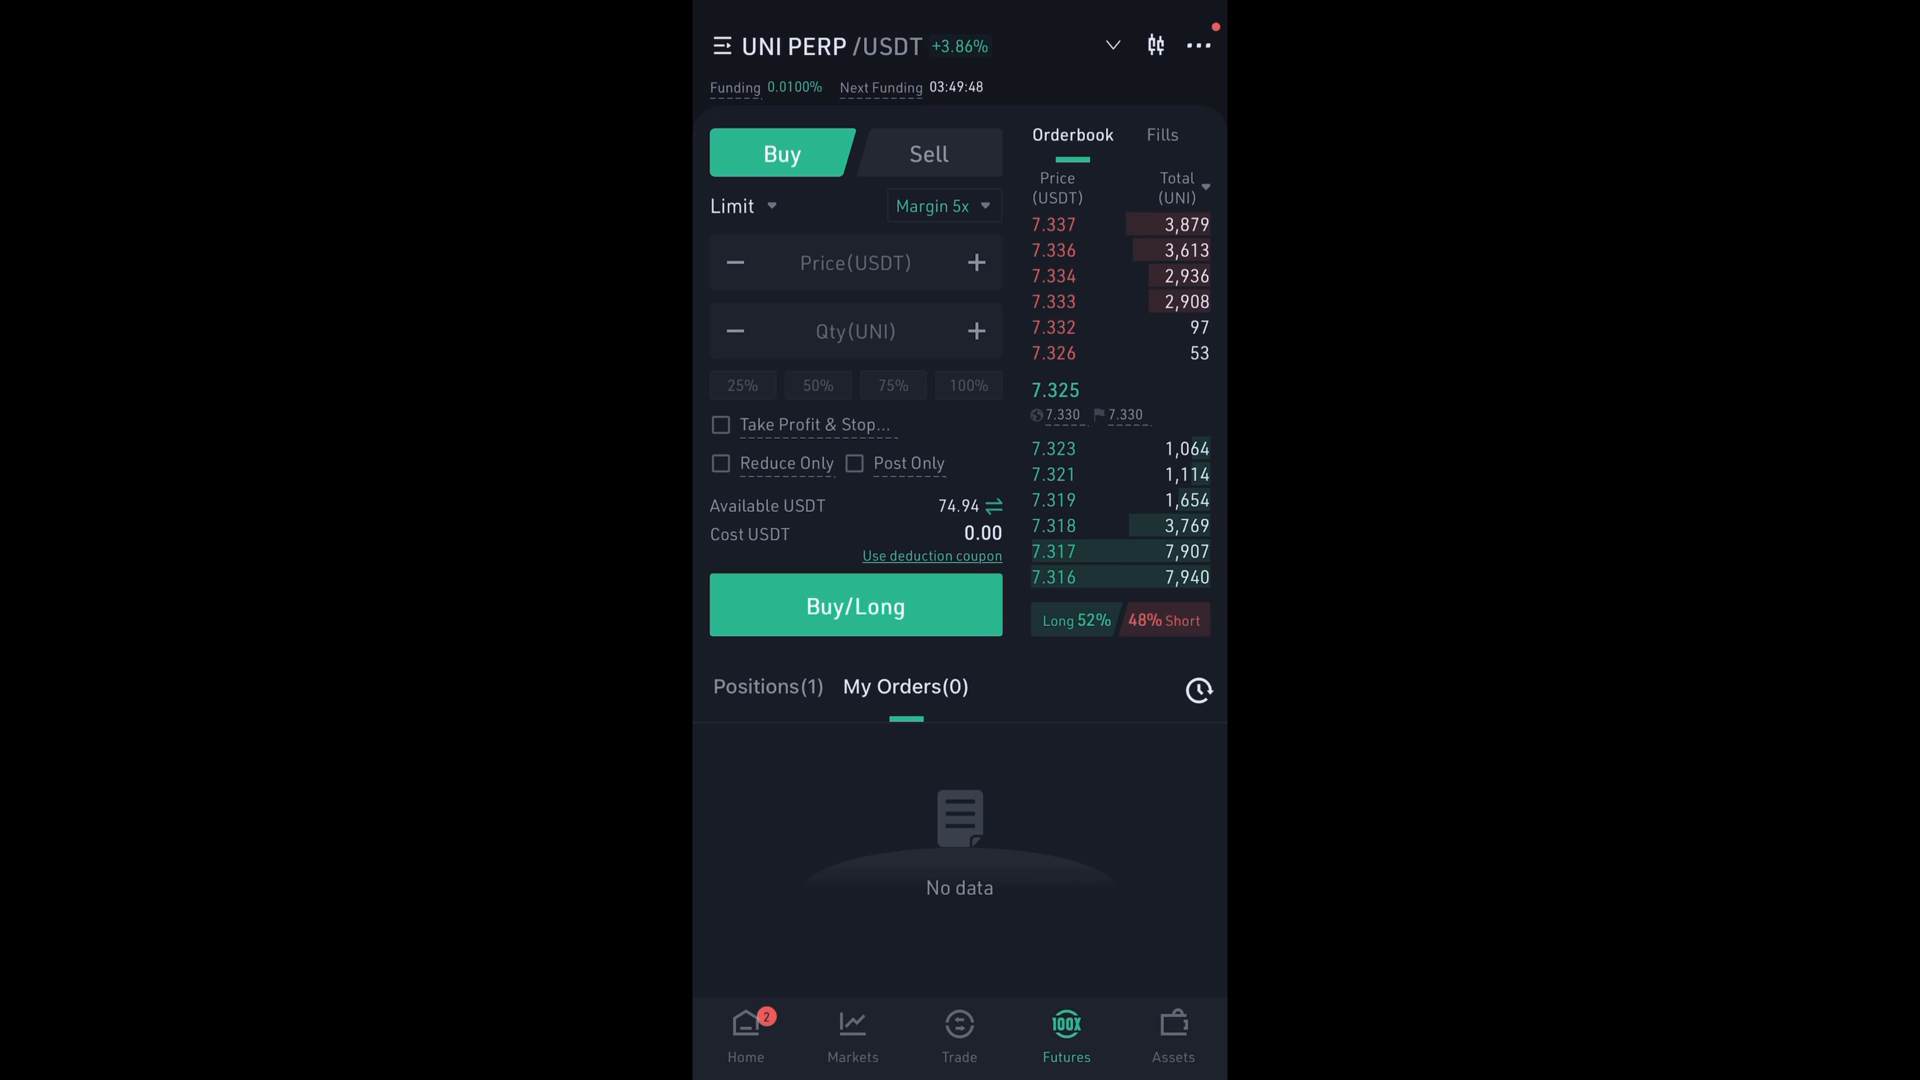 UNI PERP /USDT +3.86%
Funding 0.0100% Next Funding 03:49:48
Buy Sell
Limit Margin 5x
Price(USDT)
Qty(UNI)
25% 50% 75% 100%
Take Profit & Stop...
Reduce Only Post Only
Available USDT 74.94
Cost USDT 0.00
Use deduction coupon
Buy/Long
Orderbook Fills
Price Total
(USDT) (UNI)
7.337 3,879
7.336 3,613
7.334 2,936
7.333 2,908
7.332 97
7.326 53
7.325
7.330 7.330
7.323 1,064
7.321 1,114
7.319 1,654
7.318 3,769
7.317 7,907
7.316 7,940
Long 52% 48% Short
Positions(1) My Orders(0)
No data
2
100X
Home Markets Trade Futures Assets